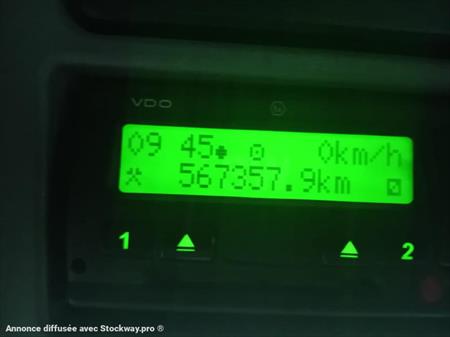 VDO
09 45 0km/h
567357.9km
1 2
Annonce diffusée avec Stockway.pro ®